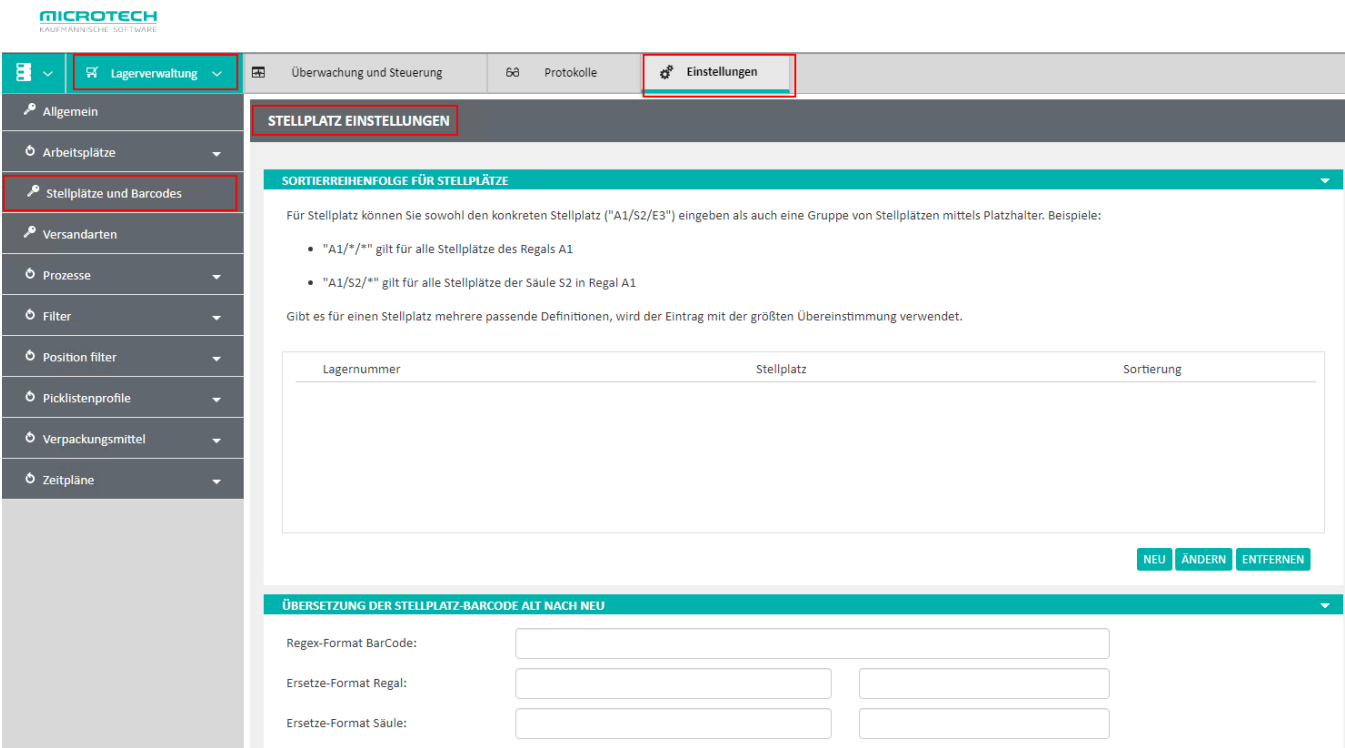 MICROTECH
KAUFMÄNNISCHE SOFTWARE
Lagerverwaltung
Überwachung und Steuerung
Protokolle
Einstellungen
Allgemein
Arbeitsplätze
Stellplätze und Barcodes
Versandarten
Prozesse
Filter
Position filter
Picklistenprofile
Verpackungsmittel
Zeitpläne
STELLPLATZ EINSTELLUNGEN
SORTIERREIHENFOLGE FÜR STELLPLÄTZE
Für Stellplatz können Sie sowohl den konkreten Stellplatz ("A1/S2/E3") eingeben als auch eine Gruppe von Stellplätzen mittels Platzhalter. Beispiele:
• "A1/*/*" gilt für alle Stellplätze des Regals A1
• "A1/S2/*" gilt für alle Stellplätze der Säule S2 in Regal A1
Gibt es für einen Stellplatz mehrere passende Definitionen, wird der Eintrag mit der größten Übereinstimmung verwendet.
Lagernummer Stellplatz Sortierung
NEU ÄNDERN ENTFERNEN
ÜBERSETZUNG DER STELLPLATZ-BARCODE ALT NACH NEU
Regex-Format BarCode:
Ersetze-Format Regal:
Ersetze-Format Säule: